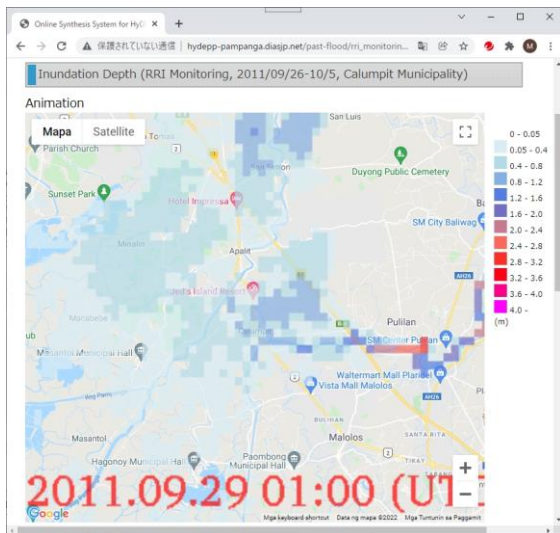 Online Synthesis System for HyD
保護されていない通信 | hydepp-pampanga.diasjp.net/past-flood/rri_monitorin...
M
Inundation Depth (RRI Monitoring, 2011/09/26-10/5, Calumpit Municipality)
Animation
Mapa Satellite
San Luis
Parish Church
Duyong Public Cemetery
Sunset Park
Hotel Impressa
SM City Baliwag
Apalit
AH26
Jed's Island Resort
Macabebe
Pulilan
SM Center Pulilan
Masantol Municipal Hall
Waltermart Mall Plaridel
Vista Mall Malolos
AH26
BULIHAN
SANTA RITA
Masantol
Malolos
TIKAY
Hagonoy Municipal Hall
Paombong Municipal Hall
2011.09.29 01:00 (UT
Google
Mga keyboard shortcut
Data ng mapa ©2022
Mga Tuntunin sa Paggamit
0 - 0.05
0.05 - 0.4
0.4 - 0.8
0.8 - 1.2
1.2 - 1.6
1.6 - 2.0
2.0 - 2.4
2.4 - 2.8
2.8 - 3.2
3.2 - 3.6
3.6 - 4.0
4.0 -
(m)